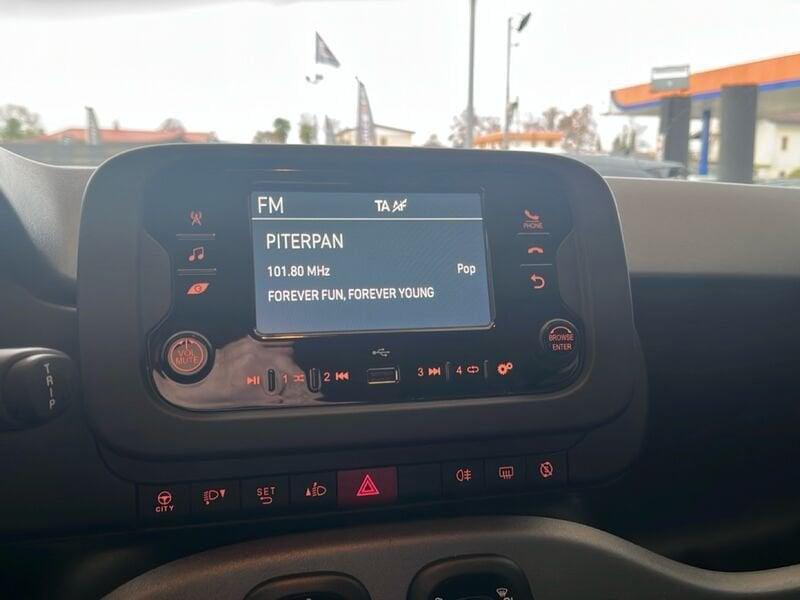 FM TA AF
PITERPAN
101.80 MHz Pop
FOREVER FUN, FOREVER YOUNG
PHONE
VOL
MUTE
BROWSE
ENTER
1 2 3 4
TRIP
CITY
SET